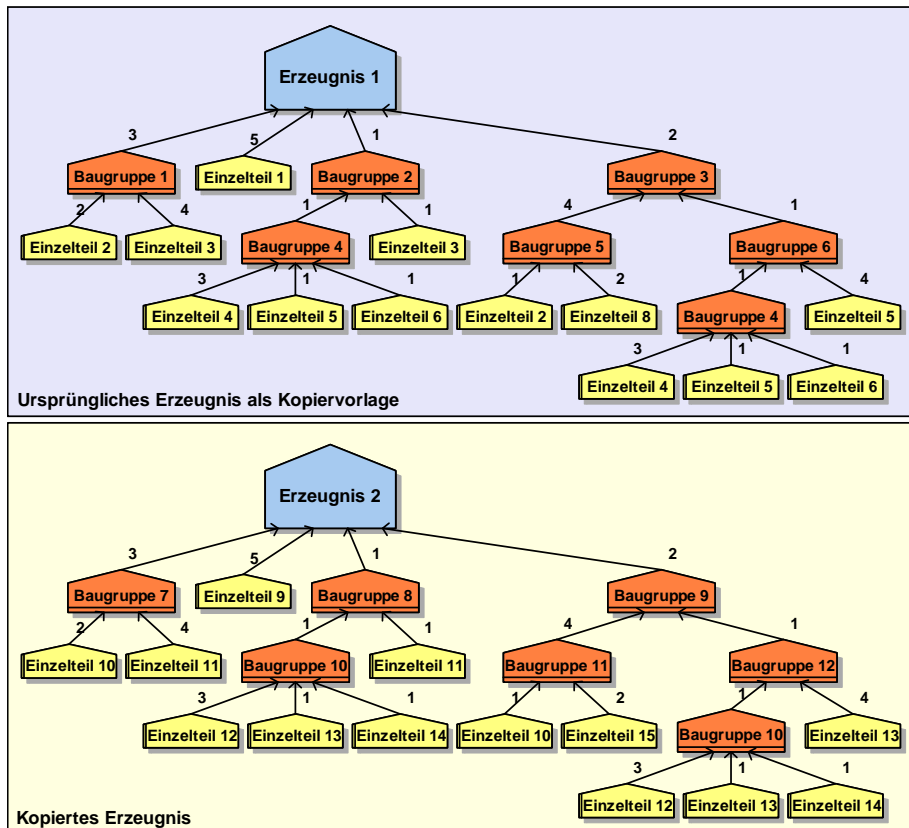 Erzeugnis 1
3 5 1 2
Baugruppe 1 Einzelteil 1 Baugruppe 2 Baugruppe 3
2 4 1 1 4 1
Einzelteil 2 Einzelteil 3 Baugruppe 4 Einzelteil 3 Baugruppe 5 Baugruppe 6
3 1 1 1 2 1 4
Einzelteil 4 Einzelteil 5 Einzelteil 6 Einzelteil 2 Einzelteil 8 Baugruppe 4 Einzelteil 5
3 1 1
Einzelteil 4 Einzelteil 5 Einzelteil 6
Ursprüngliches Erzeugnis als Kopiervorlage
Erzeugnis 2
3 5 1 2
Baugruppe 7 Einzelteil 9 Baugruppe 8 Baugruppe 9
2 4 1 1 4 1
Einzelteil 10 Einzelteil 11 Baugruppe 10 Einzelteil 11 Baugruppe 11 Baugruppe 12
3 1 1 1 2 1 4
Einzelteil 12 Einzelteil 13 Einzelteil 14 Einzelteil 10 Einzelteil 15 Baugruppe 10 Einzelteil 13
3 1 1
Einzelteil 12 Einzelteil 13 Einzelteil 14
Kopiertes Erzeugnis